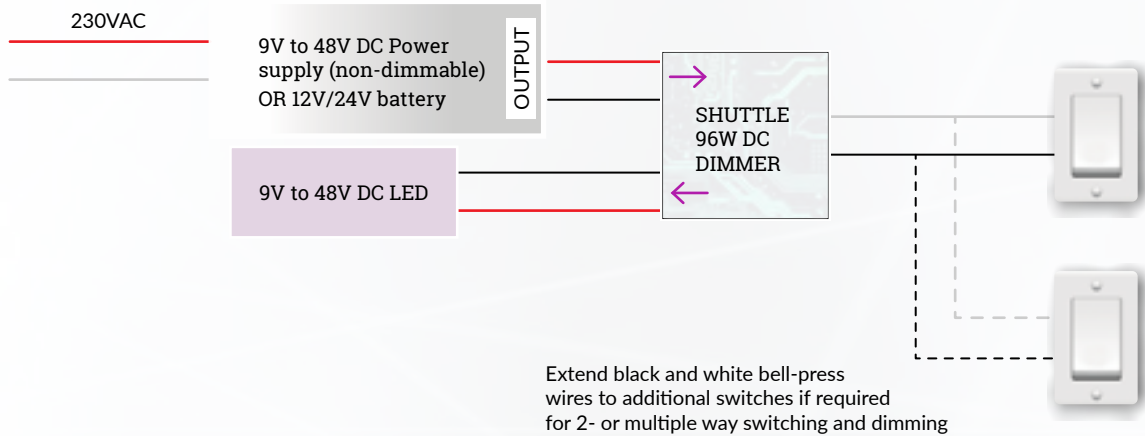 230VAC
9V to 48V DC Power
supply (non-dimmable)
OR 12V/24V battery
OUTPUT
SHUTTLE
96W DC
DIMMER
9V to 48V DC LED
Extend black and white bell-press
wires to additional switches if required
for 2- or multiple way switching and dimming